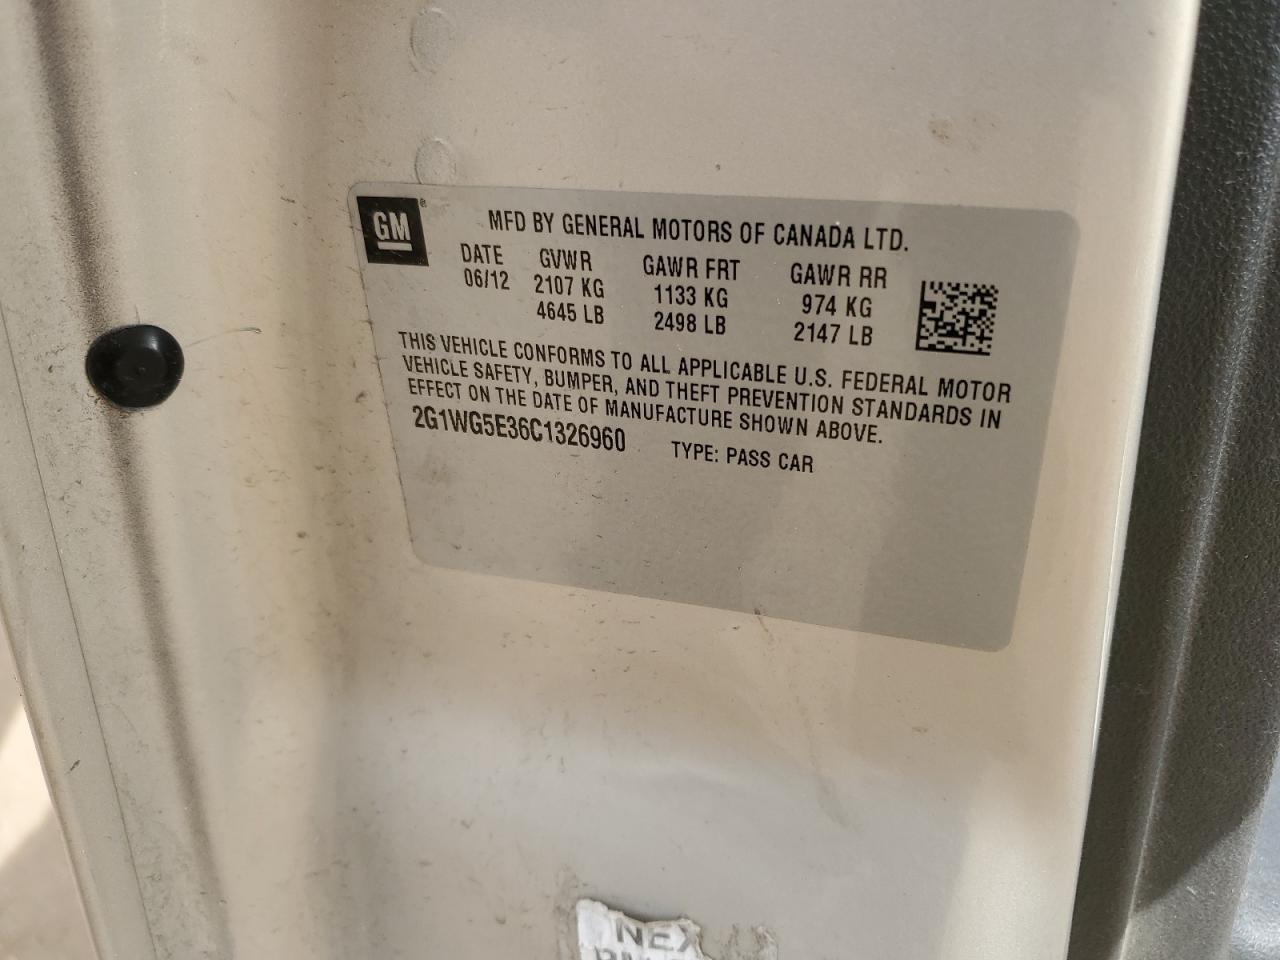 GM®
MFD BY GENERAL MOTORS OF CANADA LTD.
DATE GVWR GAWR FRT GAWR RR
06/12 2107 KG 1133 KG 974 KG
4645 LB 2498 LB 2147 LB
THIS VEHICLE CONFORMS TO ALL APPLICABLE U.S. FEDERAL MOTOR
VEHICLE SAFETY, BUMPER, AND THEFT PREVENTION STANDARDS IN
EFFECT ON THE DATE OF MANUFACTURE SHOWN ABOVE.
2G1WG5E36C1326960 TYPE: PASS CAR
NEX